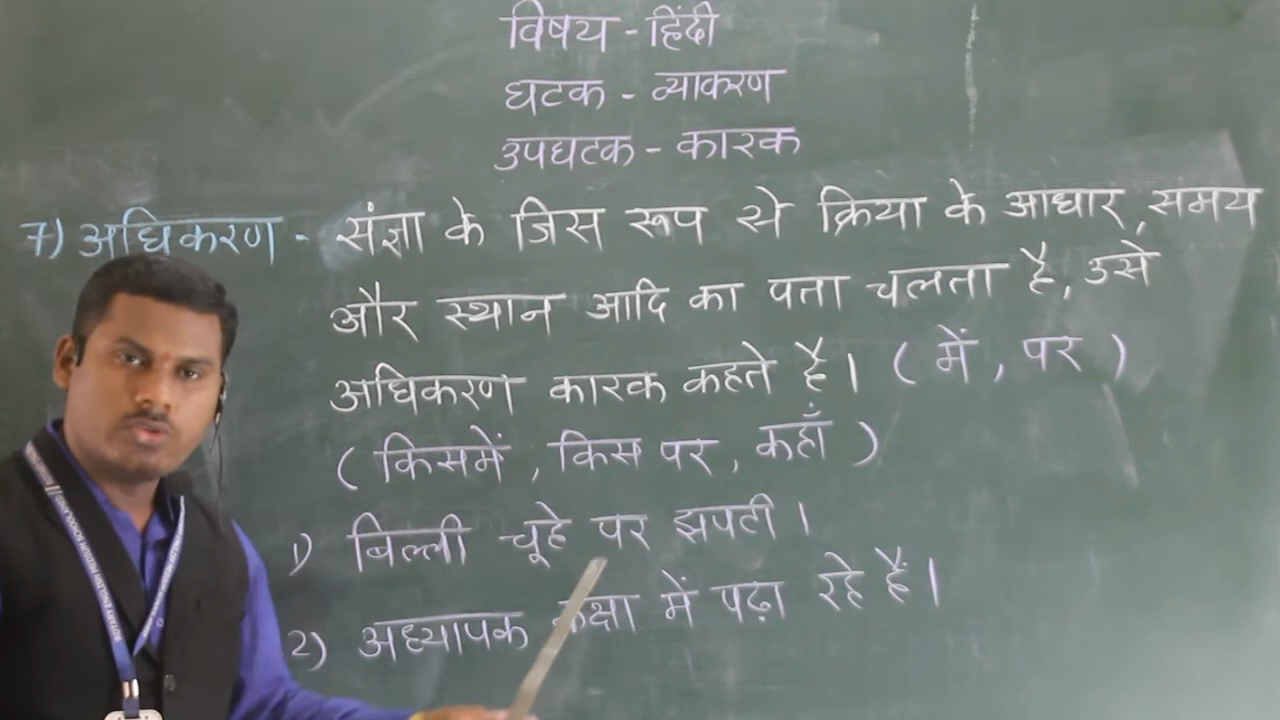 विषय - हिंदी
घटक - व्याकरण
उपघटक - कारक
7) अधिकरण - संज्ञा के जिस रूप से क्रिया के आधार, समय
और स्थान आदि का पता चलता है, उसे
अधिकरण कारक कहते है। ( में, पर )
( किसमें, किस पर, कहाँ )
1) बिल्ली चूहे पर झपटी।
2) अध्यापक कक्षा में पढ़ा रहे हैं।